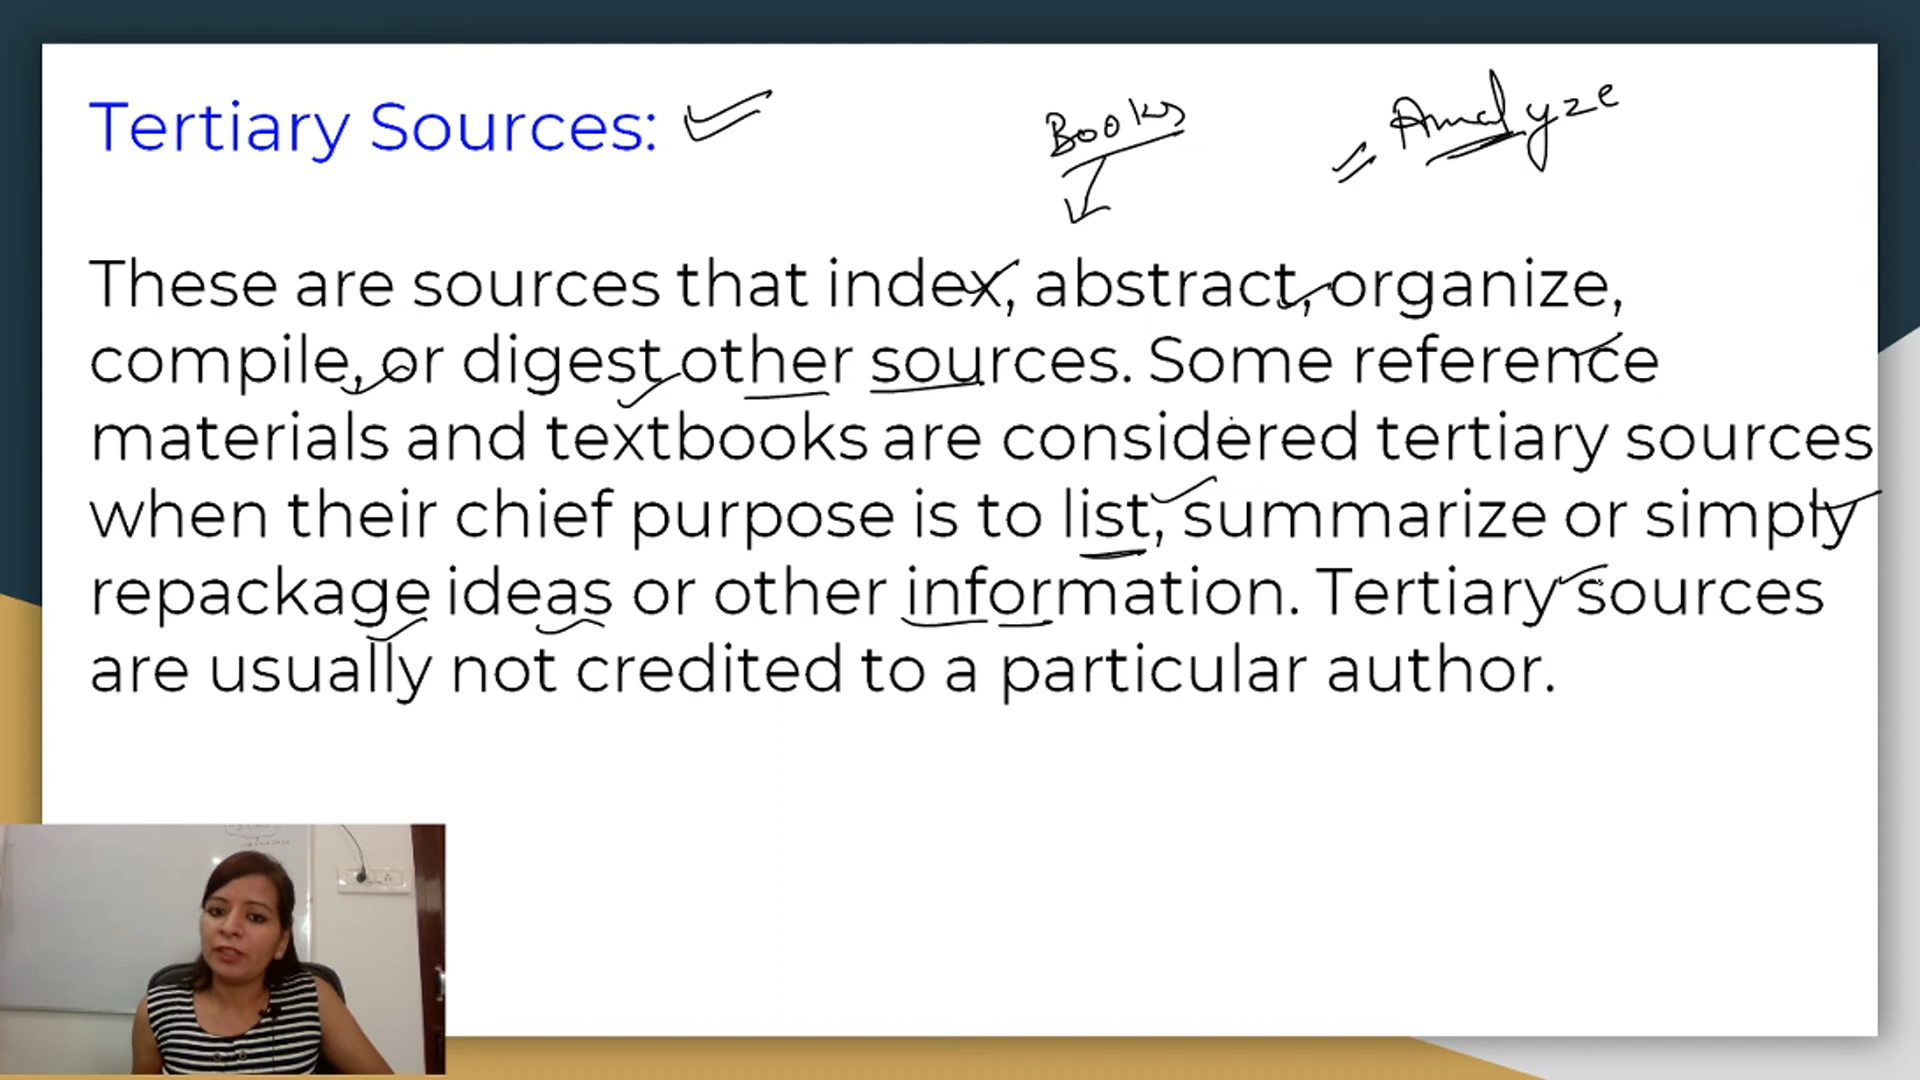 Tertiary Sources:
Books
Analyze
These are sources that index, abstract, organize,
compile, or digest other sources. Some reference
materials and textbooks are considered tertiary sources
when their chief purpose is to list, summarize or simply
repackage ideas or other information. Tertiary sources
are usually not credited to a particular author.